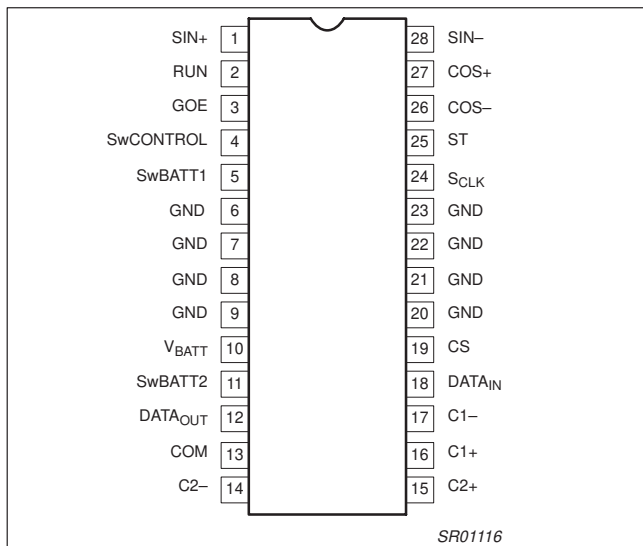 SIN+ 1 28 SIN–
RUN 2 27 COS+
GOE 3 26 COS–
SwCONTROL 4 25 ST
SwBATT1 5 24 SCLK
GND 6 23 GND
GND 7 22 GND
GND 8 21 GND
GND 9 20 GND
VBATT 10 19 CS
SwBATT2 11 18 DATAIN
DATAOUT 12 17 C1–
COM 13 16 C1+
C2– 14 15 C2+
SR01116